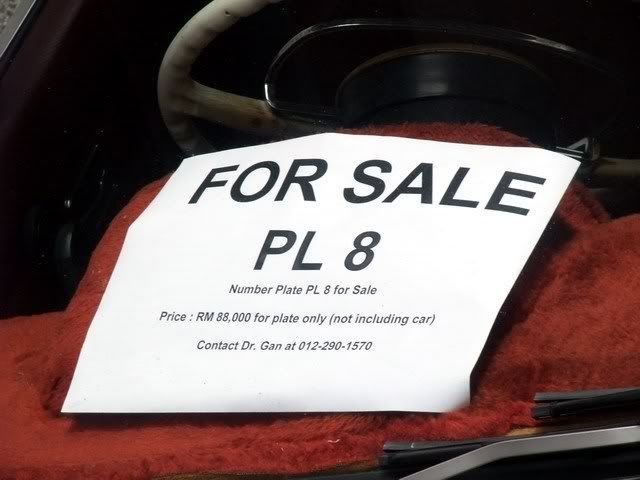 FOR SALE
PL 8
Number Plate PL 8 for Sale
Price : RM 88,000 for plate only (not including car)
Contact Dr. Gan at 012-290-1570